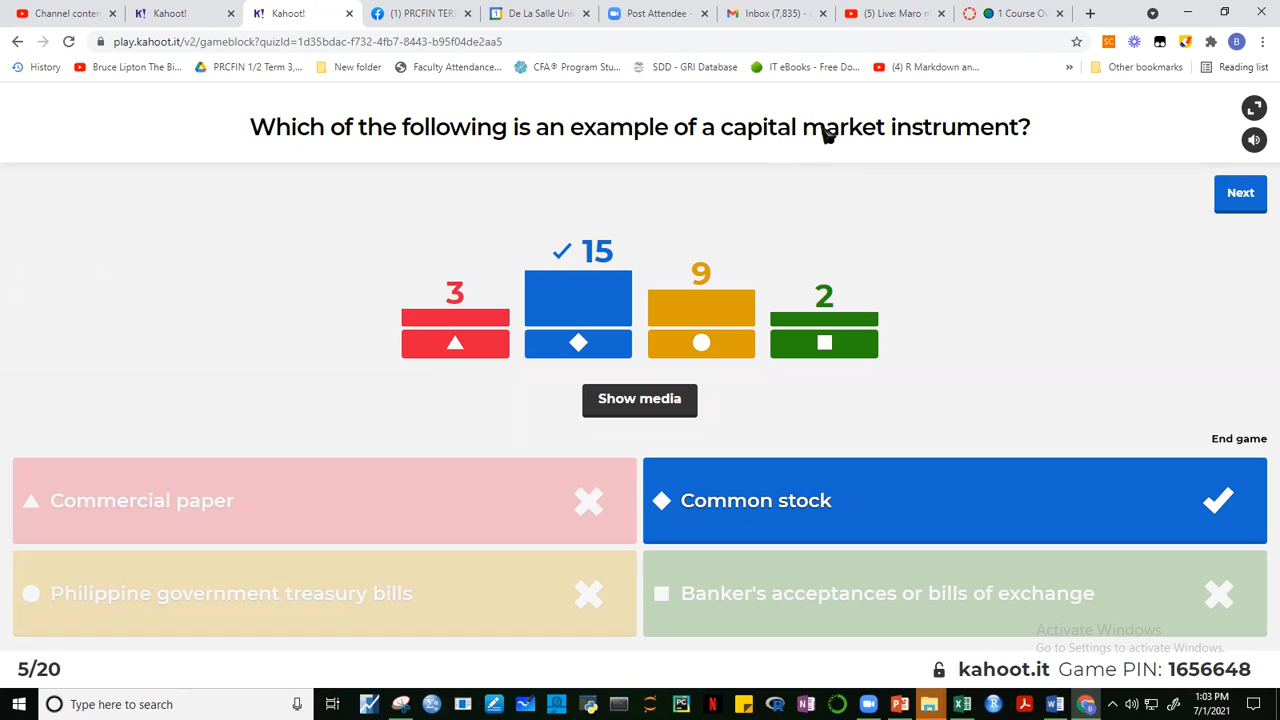 Channel conten
Kahoot!
Kahoot!
(1) PRCFIN TER
De La Salle Uni
Post Attendee -
Inbox (7,835) -
(5) Live: Maro m
1 Course O
play.kahoot.it/v2/gameblock?quizId=1d35bdac-f732-4fb7-8443-b95f04de2aa5
B
History
Bruce Lipton The Bi...
PRCFIN 1/2 Term 3,...
New folder
Faculty Attendance...
CFA® Program Stu...
SDD - GRI Database
IT eBooks - Free Do...
(4) R Markdown an...
»
Other bookmarks
Reading list
Which of the following is an example of a capital market instrument?
Next
3
15
9
2
Show media
End game
Commercial paper
Common stock
Philippine government treasury bills
Banker's acceptances or bills of exchange
Activate Windows
Go to Settings to activate Windows.
5/20
kahoot.it Game PIN: 1656648
Type here to search
1:03 PM
7/1/2021